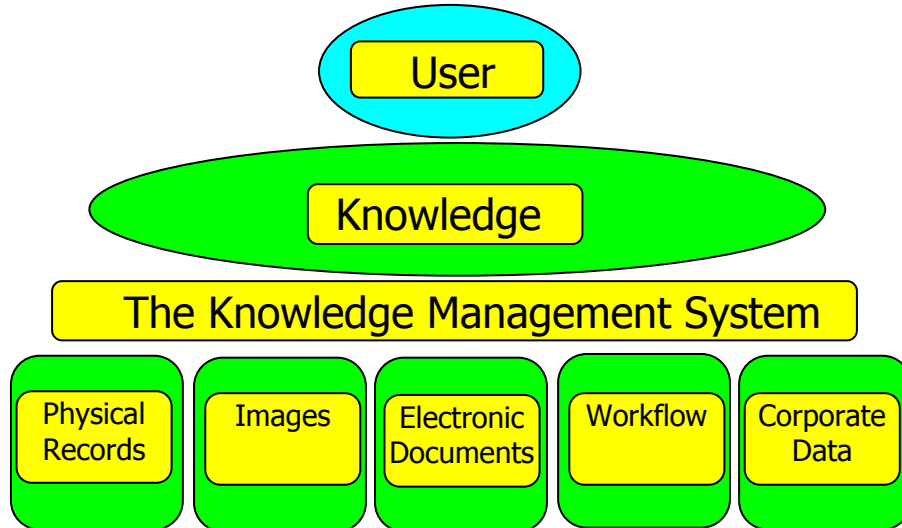 User
Knowledge
The Knowledge Management System
Physical
Records
Images
Electronic
Documents
Workflow
Corporate
Data